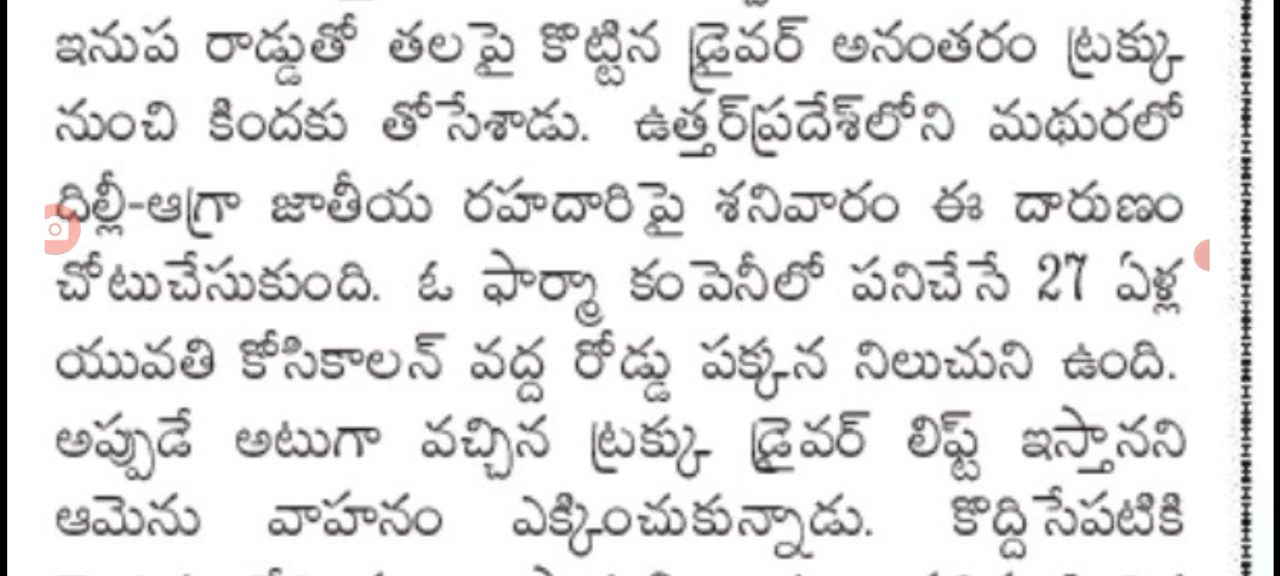 ఇనుప రాడ్డుతో తలపై కొట్టిన డ్రైవర్ అనంతరం ట్రక్కు
నుంచి కిందకు తోసేశాడు. ఉత్తర్‌ప్రదేశ్‌లోని మథురలో
దిల్లీ-ఆగ్రా జాతీయ రహదారిపై శనివారం ఈ దారుణం
చోటుచేసుకుంది. ఓ ఫార్మా కంపెనీలో పనిచేసే 27 ఏళ్ల
యువతి కోసికాలన్ వద్ద రోడ్డు పక్కన నిలుచుని ఉంది.
అప్పుడే అటుగా వచ్చిన ట్రక్కు డ్రైవర్ లిఫ్ట్ ఇస్తానని
ఆమెను వాహనం ఎక్కించుకున్నాడు. కొద్దిసేపటికి